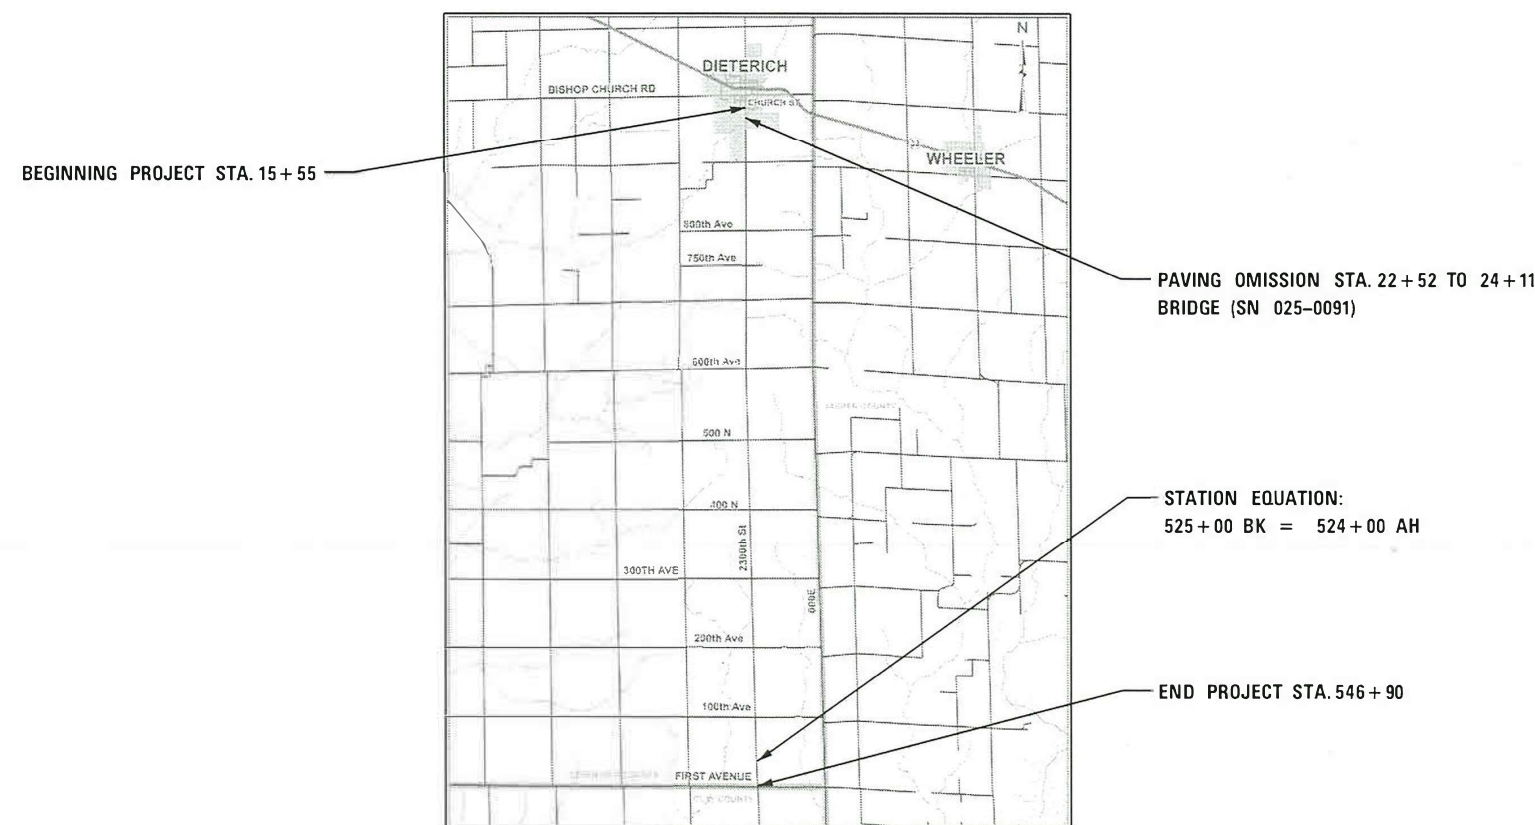 N
DIETERICH
BISHOP CHURCH RD
CHURCH ST
WHEELER
BEGINNING PROJECT STA. 15+55
800th Ave
750th Ave
PAVING OMISSION STA. 22+52 TO 24+11
BRIDGE (SN 025-0091)
600th Ave
500 N
400 N
STATION EQUATION:
525+00 BK = 524+00 AH
2300th St
300TH AVE
000E
200th Ave
END PROJECT STA. 546+90
100th Ave
FIRST AVENUE